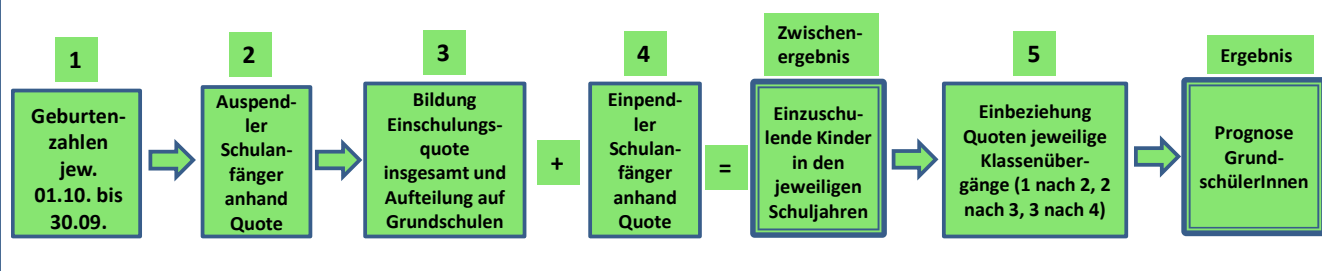 1
Geburten-
zahlen
jew.
01.10. bis
30.09.
2
Auspend-
ler
Schulan-
fänger
anhand
Quote
3
Bildung
Einschulungs-
quote
insgesamt und
Aufteilung auf
Grundschulen
+
4
Einpend-
ler
Schulan-
fänger
anhand
Quote
=
Zwischen-
ergebnis
Einzuschu-
lende Kinder
in den
jeweiligen
Schuljahren
5
Einbeziehung
Quoten jeweilige
Klassenüber-
gänge (1 nach 2, 2
nach 3, 3 nach 4)
Ergebnis
Prognose
Grund-
schülerInnen